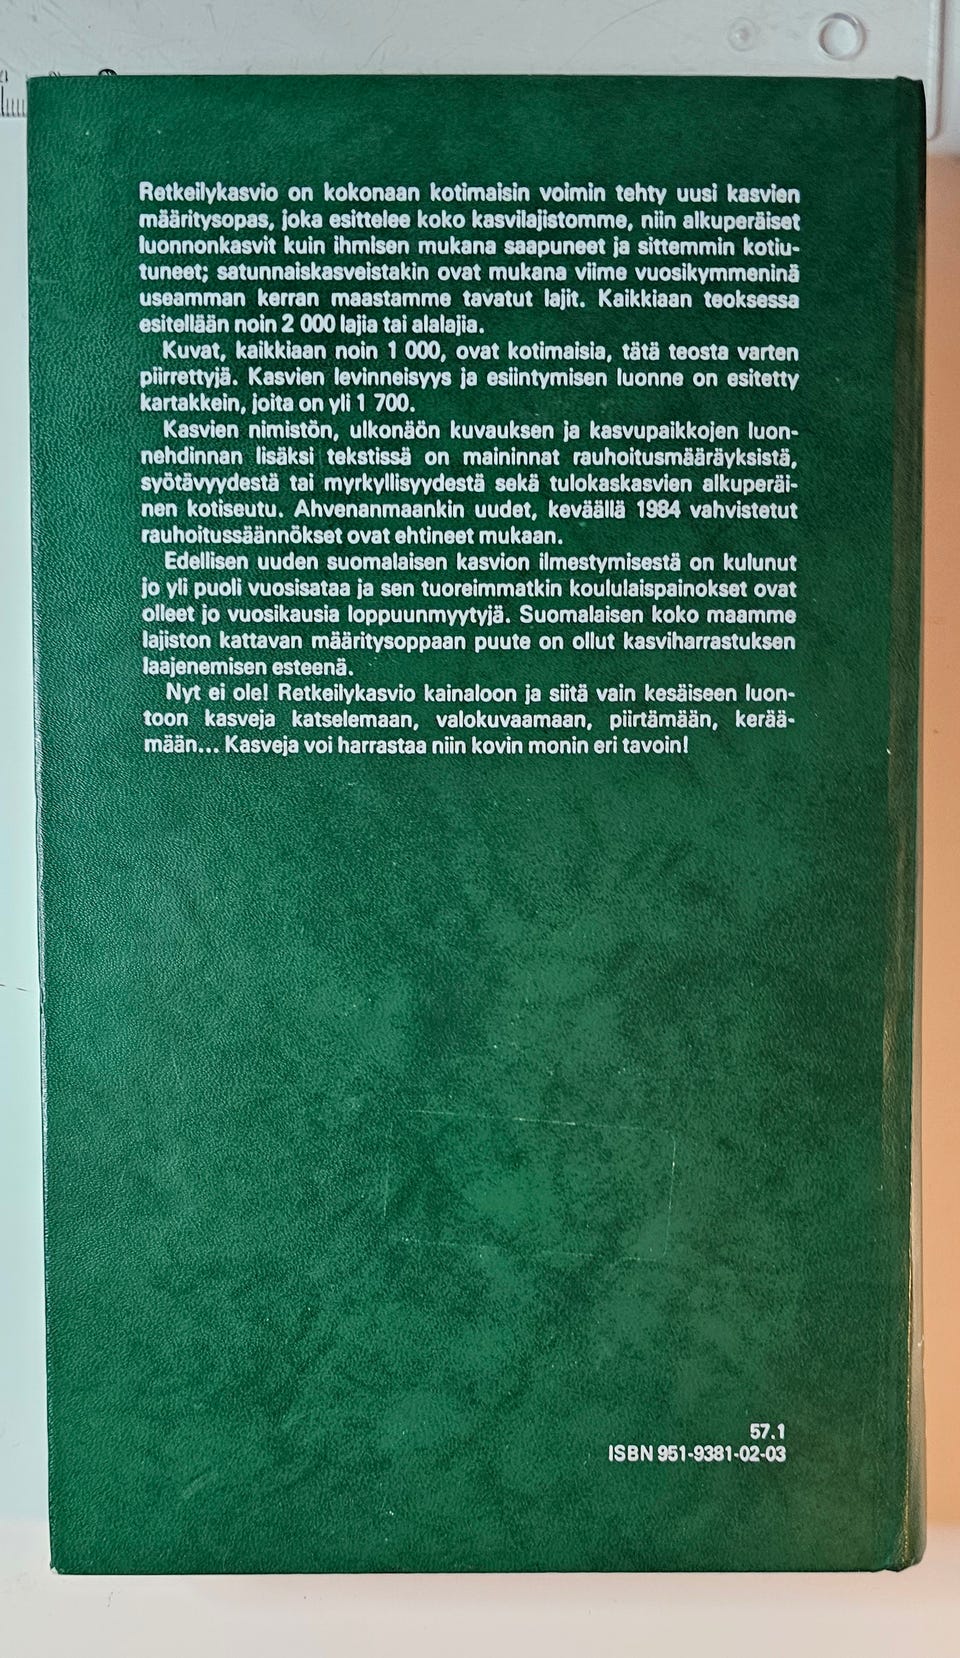 Retkeilykasvio on kokonaan kotimaisin voimin tehty uusi kasvien
määritysopas, joka esittelee koko kasvilajistomme, niin alkuperäiset
luonnonkasvit kuin ihmisen mukana saapuneet ja sittemmin kotiu-
tuneet; satunnaiskasveistakin ovat mukana viime vuosikymmeninä
useamman kerran maastamme tavatut lajit. Kaikkiaan teoksessa
esitellään noin 2 000 lajia tai alalajia.
Kuvat, kaikkiaan noin 1 000, ovat kotimaisia, tätä teosta varten
piirrettyjä. Kasvien levinneisyys ja esiintymisen luonne on esitetty
kartakkein, joita on yli 1 700.
Kasvien nimistön, ulkonäön kuvauksen ja kasvupaikkojen luon-
nehdinnan lisäksi tekstissä on maininnat rauhoitusmääräyksistä,
syötävyydestä tai myrkyllisyydestä sekä tulokaskasvien alkuperäi-
nen kotiseutu. Ahvenanmaankin uudet, keväällä 1984 vahvistetut
rauhoitussäännökset ovat ehtineet mukaan.
Edellisen uuden suomalaisen kasvion ilmestymisestä on kulunut
jo yli puoli vuosisataa ja sen tuoreimmatkin koululaispainokset ovat
olleet jo vuosikausia loppuunmyytyjä. Suomalaisen koko maamme
lajiston kattavan määritysoppaan puute on ollut kasviharrastuksen
laajenemisen esteenä.
Nyt ei ole! Retkeilykasvio kainaloon ja siitä vain kesäiseen luon-
toon kasveja katselemaan, valokuvaamaan, piirtämään, kerää-
mään... Kasveja voi harrastaa niin kovin monin eri tavoin!
57.1
ISBN 951-9381-02-03